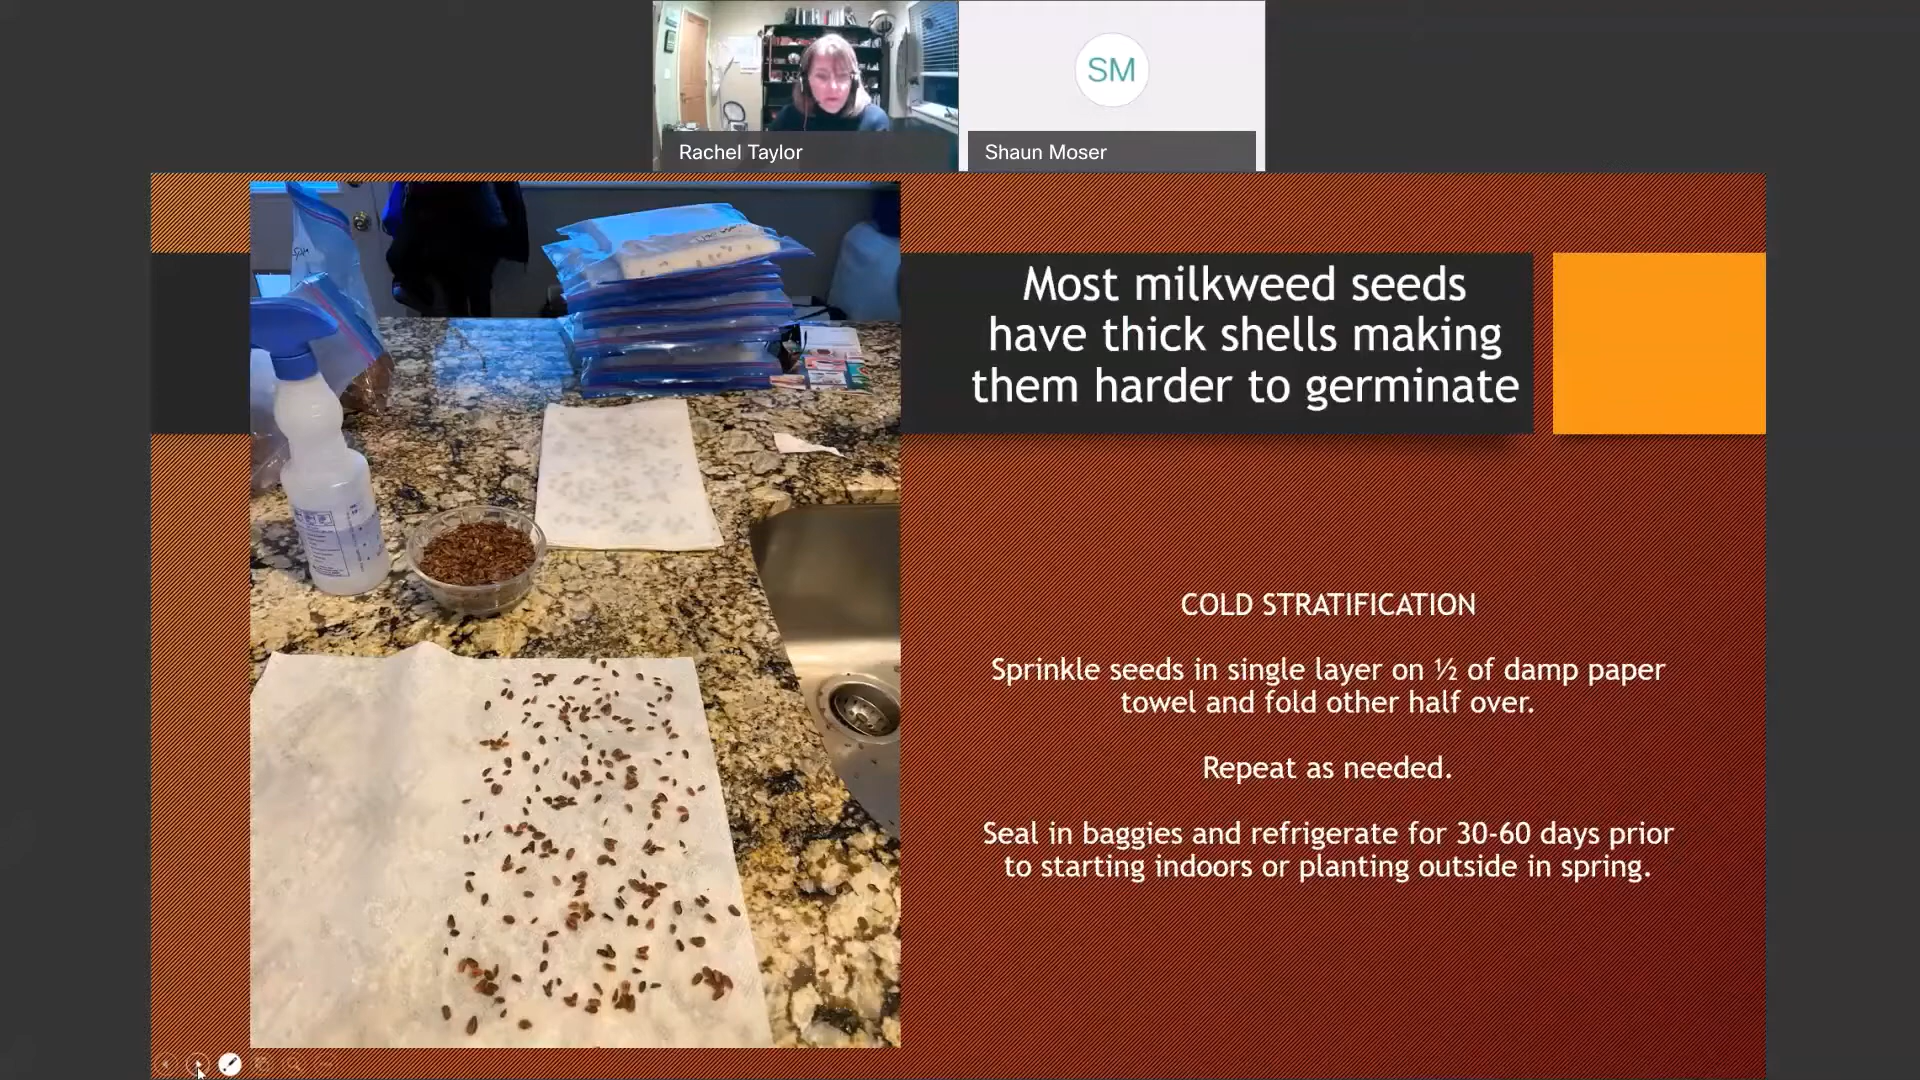 SM
Rachel Taylor
Shaun Moser
Most milkweed seeds
have thick shells making
them harder to germinate
COLD STRATIFICATION
Sprinkle seeds in single layer on ½ of damp paper
towel and fold other half over.
Repeat as needed.
Seal in baggies and refrigerate for 30-60 days prior
to starting indoors or planting outside in spring.